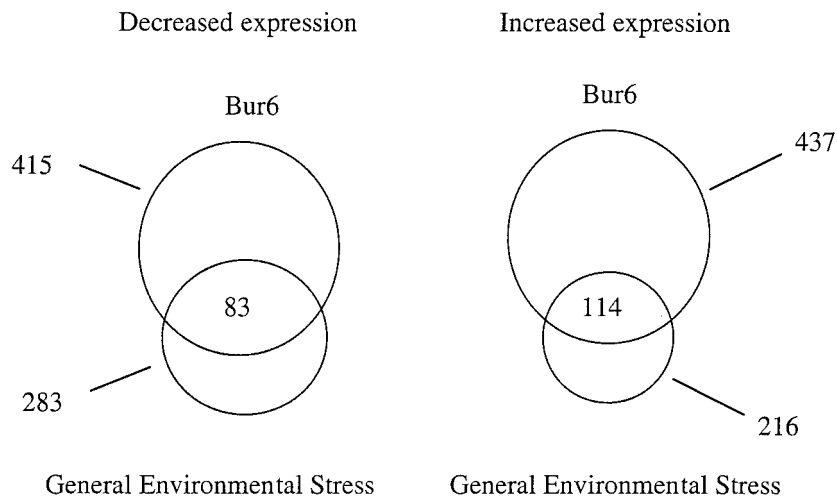 Decreased expression
Increased expression
Bur6
Bur6
415
437
83
114
283
216
General Environmental Stress
General Environmental Stress